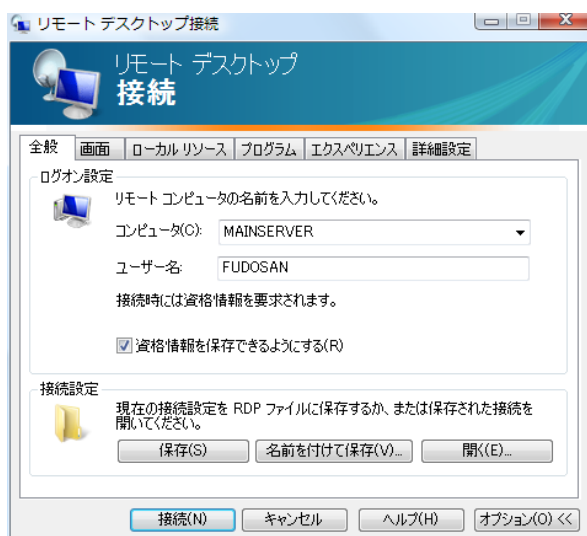 リモート デスクトップ接続
リモート デスクトップ
接続
全般 画面 ローカル リソース プログラム エクスペリエンス 詳細設定
ログオン設定
リモート コンピュータの名前を入力してください。
コンピュータ(C): MAINSERVER
ユーザー名: FUDOSAN
接続時には資格情報を要求されます。
資格情報を保存できるようにする(R)
接続設定
現在の接続設定を RDP ファイルに保存するか、または保存された接続を
開いてください。
保存(S) 名前を付けて保存(V)... 開く(E)...
接続(N) キャンセル ヘルプ(H) オプション(O) <<